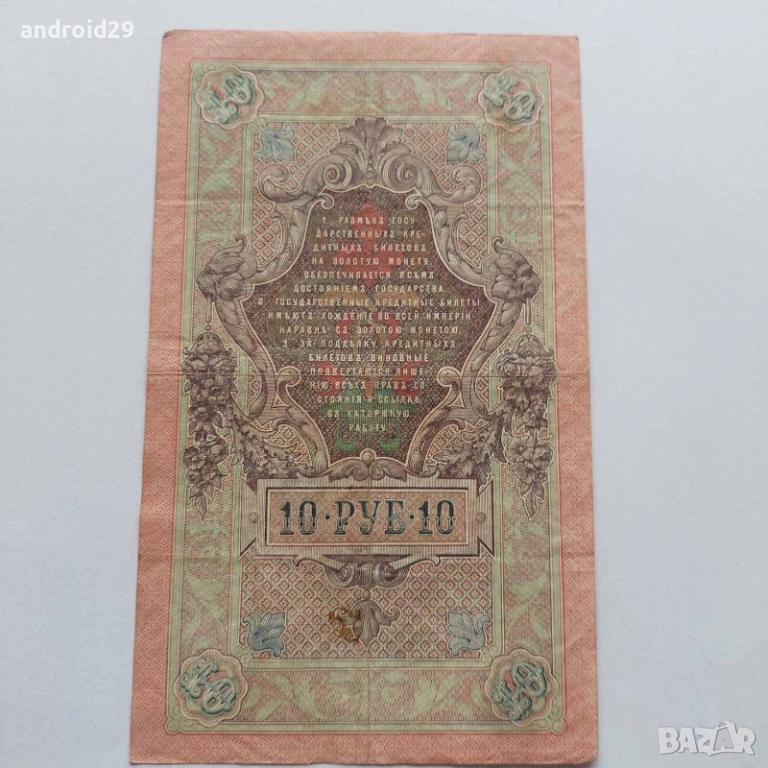 android29
1. РАЗМѢНЪ ГОСУ
ДАРСТВЕННЫХЪ КРЕ-
ДИТНЫХЪ БИЛЕТОВЪ
НА ЗОЛОТУЮ МОНЕТУ
ОБЕЗПЕЧИВАЕТСЯ ВСѢМЪ
ДОСТОЯНІЕМЪ ГОСУДАРСТВА.
2. ГОСУДАРСТВЕННЫЕ КРЕДИТНЫЕ БИЛЕТЫ
ИМѢЮТЪ ХОЖДЕНІЕ ВО ВСЕЙ ИМПЕРІИ
НАРАВНѢ СЪ ЗОЛОТОЮ МОНЕТОЮ.
3. ЗА ПОДДѢЛКУ КРЕДИТНЫХЪ
БИЛЕТОВЪ ВИНОВНЫЕ
ПОДВЕРГАЮТСЯ ЛИШЕ-
НІЮ ВСѢХЪ ПРАВЪ СО-
СТОЯНІЯ И ССЫЛКѢ
ВЪ КАТОРЖНУЮ
РАБОТУ.
10·РУБ·10
BAZAR